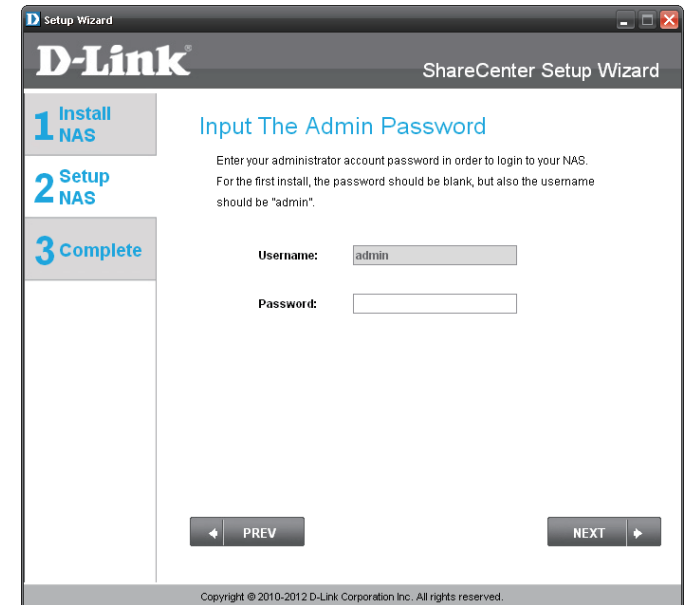 Setup Wizard
D-Link®
ShareCenter Setup Wizard
1 Install
NAS
2 Setup
NAS
3 Complete
Input The Admin Password
Enter your administrator account password in order to login to your NAS.
For the first install, the password should be blank, but also the username
should be "admin".
Username: admin
Password:
PREV
NEXT
Copyright © 2010-2012 D-Link Corporation Inc. All rights reserved.